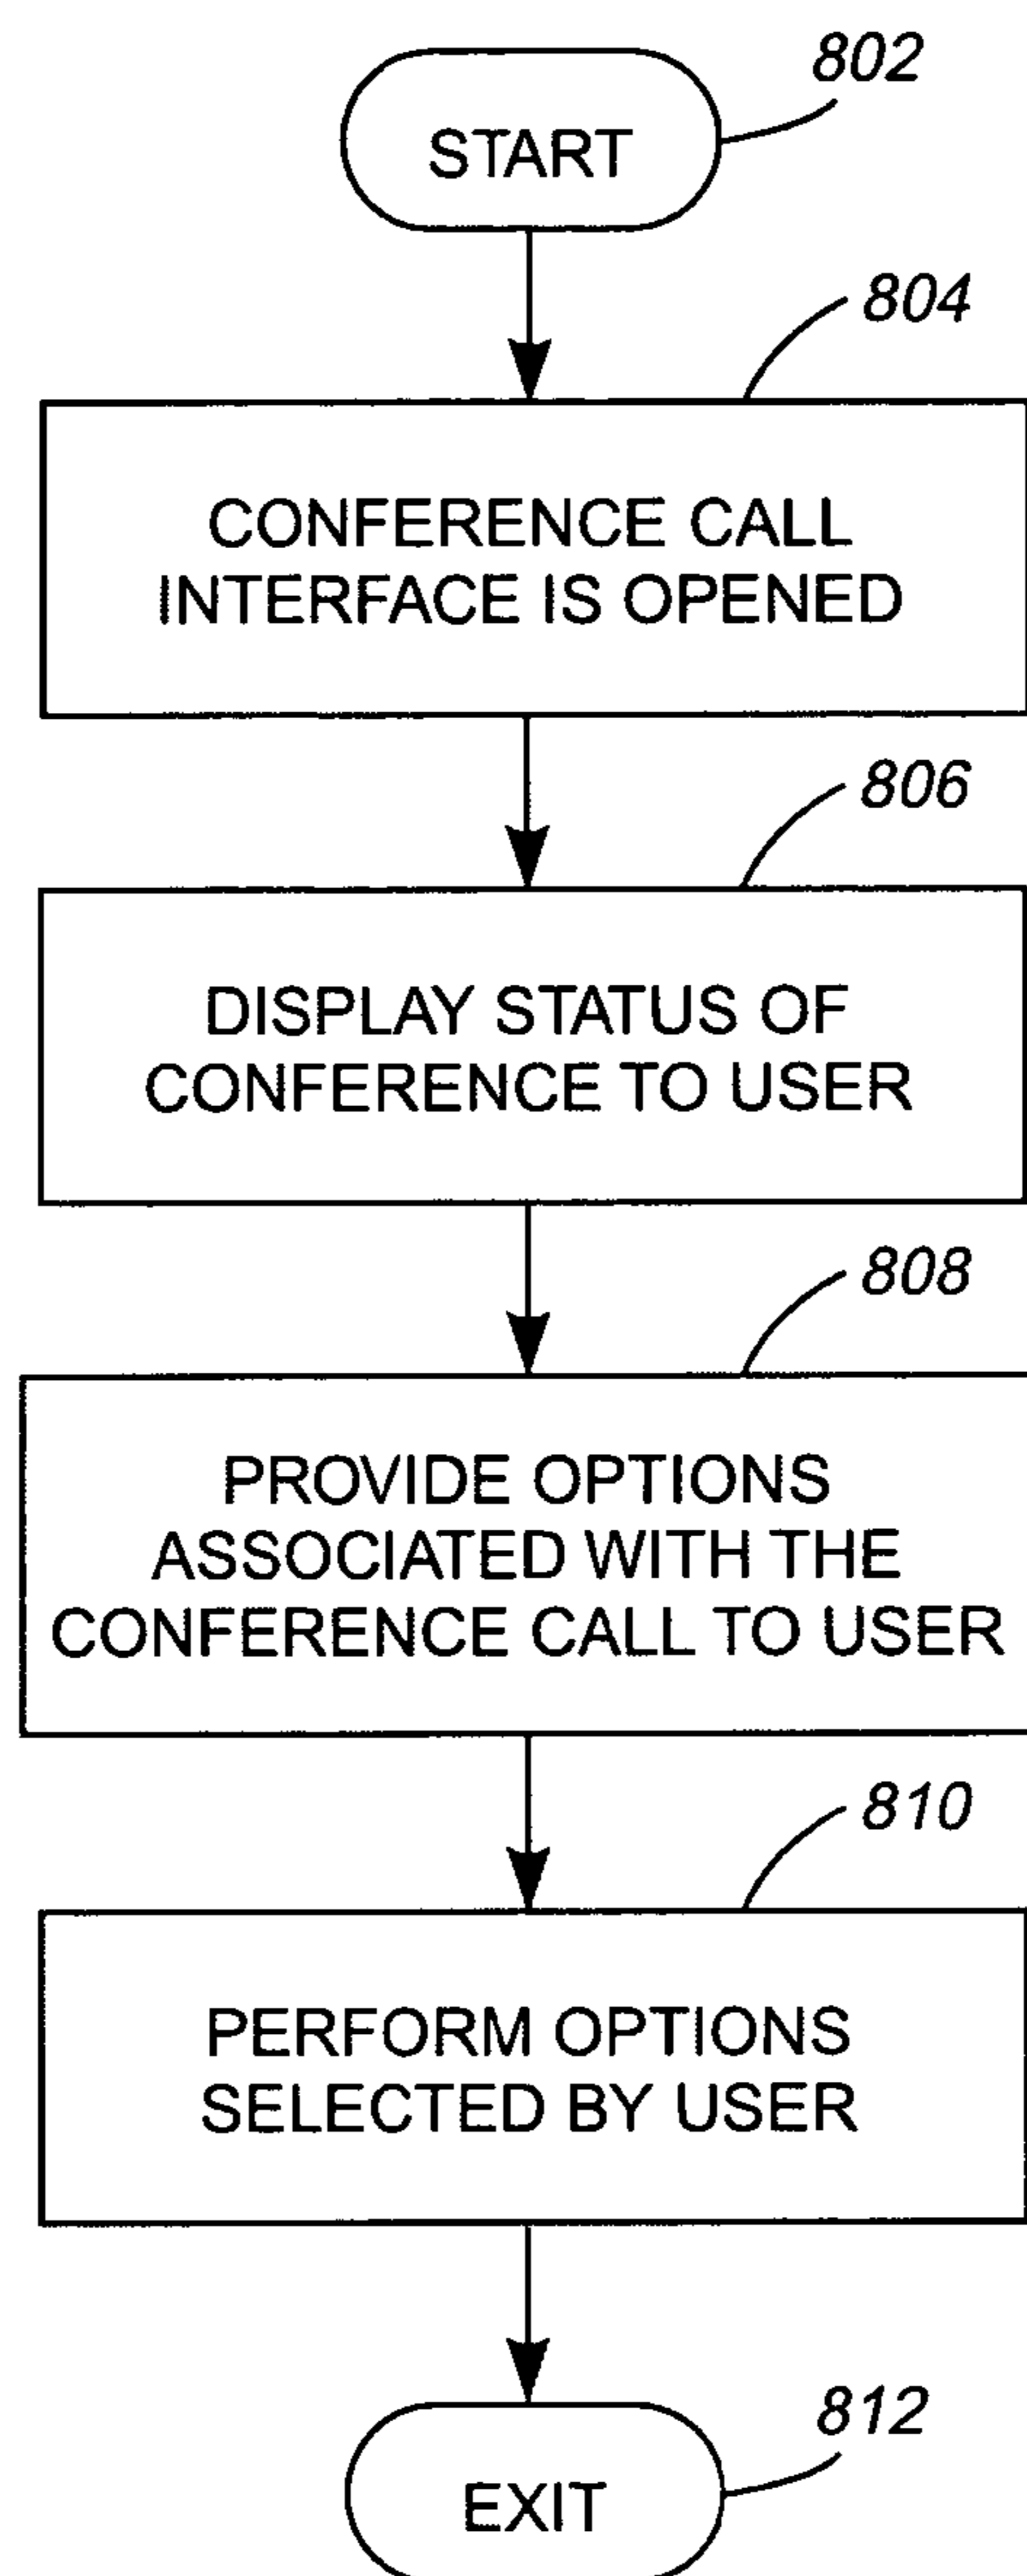 802
START
804
CONFERENCE CALL
INTERFACE IS OPENED
806
DISPLAY STATUS OF
CONFERENCE TO USER
808
PROVIDE OPTIONS
ASSOCIATED WITH THE
CONFERENCE CALL TO USER
810
PERFORM OPTIONS
SELECTED BY USER
812
EXIT